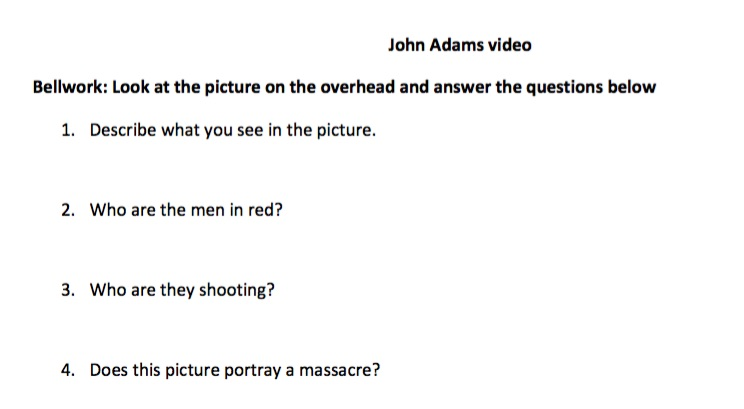 John Adams video
Bellwork: Look at the picture on the overhead and answer the questions below
1. Describe what you see in the picture.
2. Who are the men in red?
3. Who are they shooting?
4. Does this picture portray a massacre?